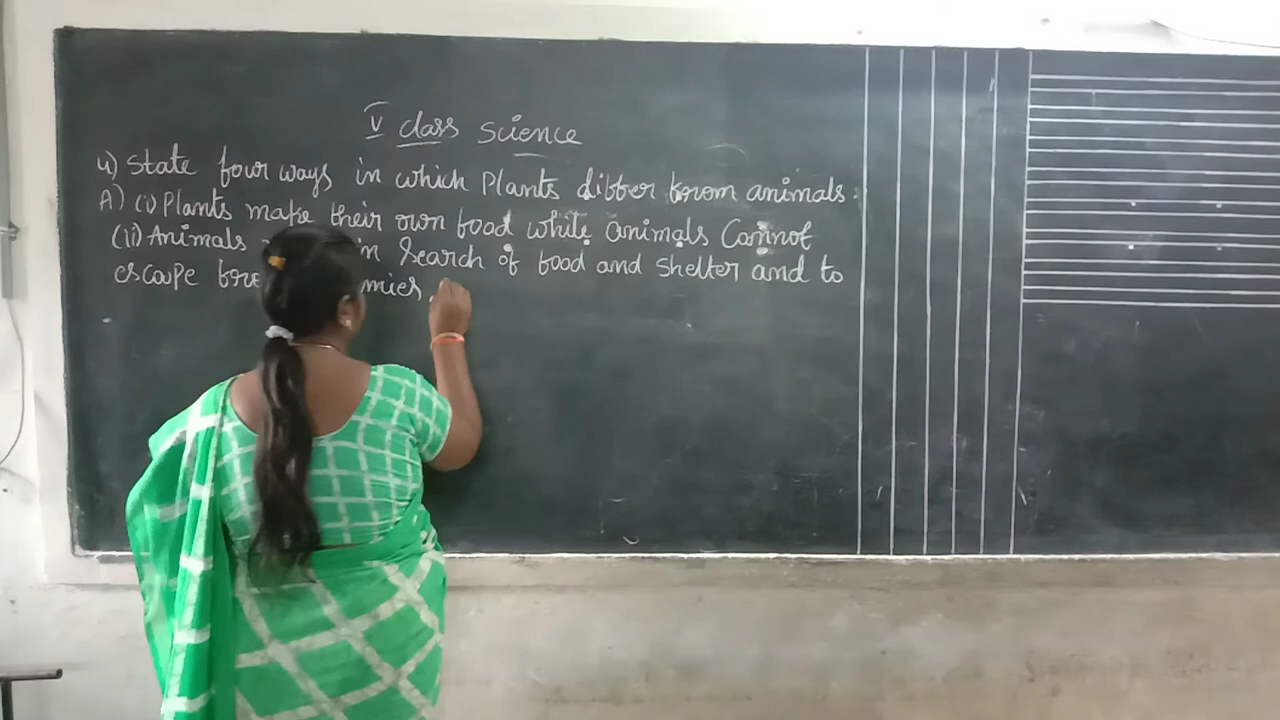 V class Science
4) State four ways in which Plants differ from animals.
A) (i) Plants make their own food while animals Cannot
(ii) Animals in Search of food and shelter and to
escape mies